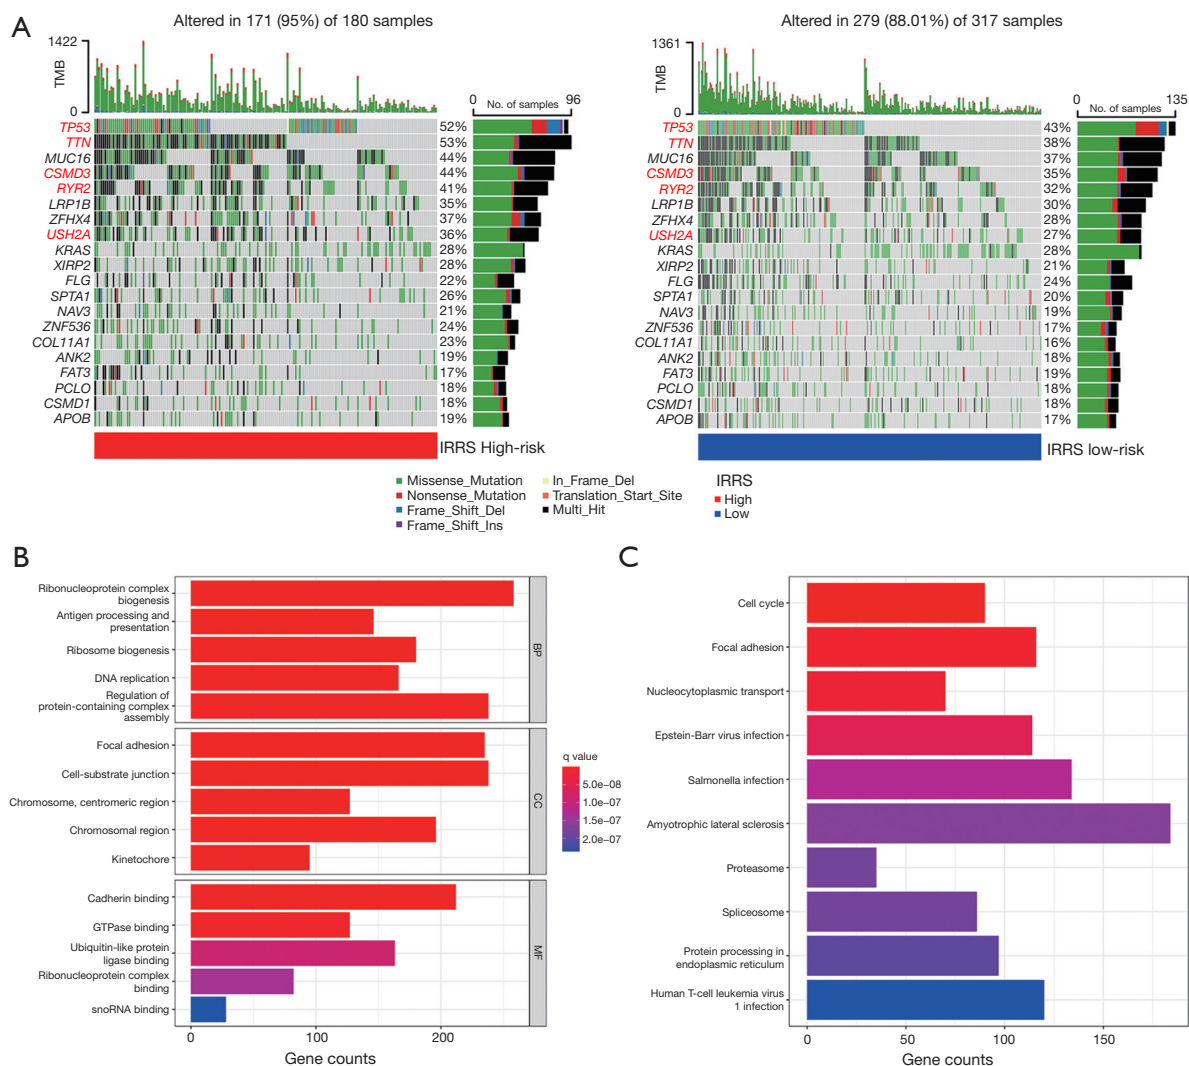 A
Altered in 171 (95%) of 180 samples
1422
TMB
0
0
96
No. of samples
TP53 52%
TTN 53%
MUC16 44%
CSMD3 44%
RYR2 41%
LRP1B 35%
ZFHX4 37%
USH2A 36%
KRAS 28%
XIRP2 28%
FLG 22%
SPTA1 26%
NAV3 21%
ZNF536 24%
COL11A1 23%
ANK2 19%
FAT3 17%
PCLO 18%
CSMD1 18%
APOB 19%
IRRS High-risk
Altered in 279 (88.01%) of 317 samples
1361
TMB
0
0
135
No. of samples
TP53 43%
TTN 38%
MUC16 37%
CSMD3 35%
RYR2 32%
LRP1B 30%
ZFHX4 28%
USH2A 27%
KRAS 28%
XIRP2 21%
FLG 24%
SPTA1 20%
NAV3 19%
ZNF536 17%
COL11A1 16%
ANK2 18%
FAT3 19%
PCLO 18%
CSMD1 18%
APOB 17%
IRRS low-risk
Missense_Mutation
Nonsense_Mutation
Frame_Shift_Del
Frame_Shift_Ins
In_Frame_Del
Translation_Start_Site
Multi_Hit
IRRS
High
Low
B
Ribonucleoprotein complex
biogenesis
Antigen processing and
presentation
Ribosome biogenesis
DNA replication
Regulation of
protein-containing complex
assembly
BP
Focal adhesion
Cell-substrate junction
Chromosome, centromeric region
Chromosomal region
Kinetochore
CC
Cadherin binding
GTPase binding
Ubiquitin-like protein
ligase binding
Ribonucleoprotein complex
binding
snoRNA binding
MF
0 100 200
Gene counts
q value
5.0e-08
1.0e-07
1.5e-07
2.0e-07
C
Cell cycle
Focal adhesion
Nucleocytoplasmic transport
Epstein-Barr virus infection
Salmonella infection
Amyotrophic lateral sclerosis
Proteasome
Spliceosome
Protein processing in
endoplasmic reticulum
Human T-cell leukemia virus
1 infection
0 50 100 150
Gene counts